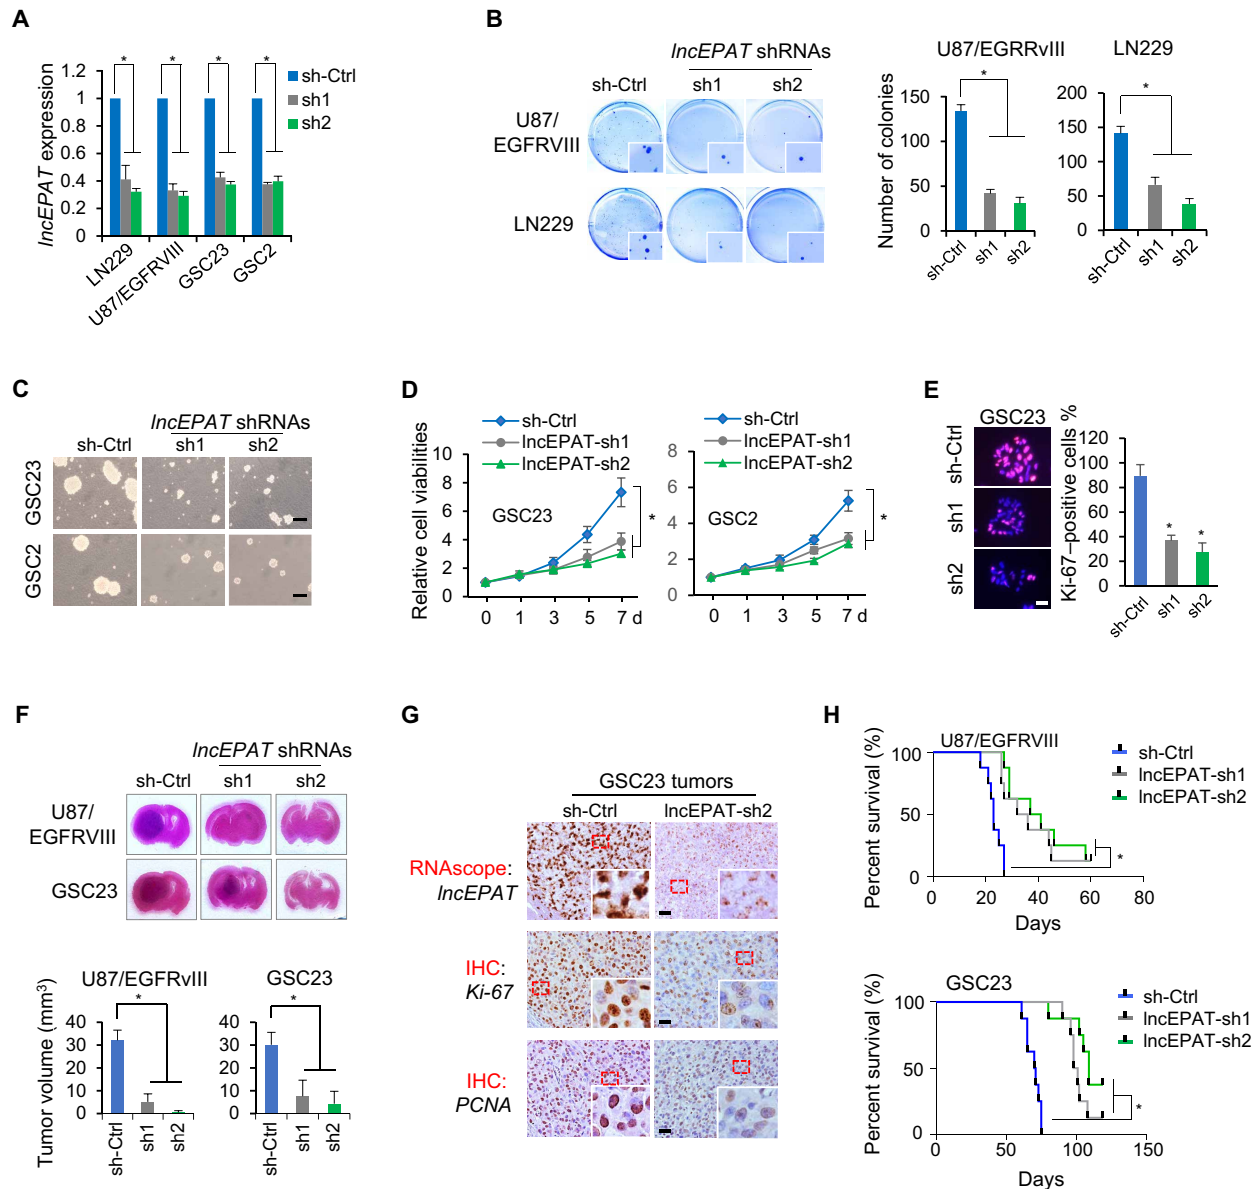 A
lncEPAT expression
1.2
1
0.8
0.6
0.4
0.2
0
* * * *
sh-Ctrl
sh1
sh2
LN229
U87/EGFRVIII
GSC23
GSC2
B
lncEPAT shRNAs
sh-Ctrl sh1 sh2
U87/
EGFRVIII
LN229
U87/EGRRvIII
Number of colonies
150
100
50
0
*
sh-Ctrl sh1 sh2
LN229
200
150
100
50
0
*
sh-Ctrl sh1 sh2
C
lncEPAT shRNAs
sh-Ctrl sh1 sh2
GSC23
GSC2
D
sh-Ctrl
lncEPAT-sh1
lncEPAT-sh2
Relative cell viabilities
10
8
6
4
2
0
GSC23
*
0 1 3 5 7 d
sh-Ctrl
lncEPAT-sh1
lncEPAT-sh2
8
6
4
2
0
GSC2
*
0 1 3 5 7 d
E
GSC23
sh-Ctrl
sh1
sh2
Ki-67–positive cells %
120
100
80
60
40
20
0
* *
sh-Ctrl sh1 sh2
F
lncEPAT shRNAs
sh-Ctrl sh1 sh2
U87/
EGFRVIII
GSC23
U87/EGFRvIII
Tumor volume (mm3)
40
30
20
10
0
*
sh-Ctrl sh1 sh2
GSC23
40
30
20
10
0
*
sh-Ctrl sh1 sh2
G
GSC23 tumors
sh-Ctrl lncEPAT-sh2
RNAscope:
lncEPAT
IHC:
Ki-67
IHC:
PCNA
H
U87/EGFRVIII
Percent survival (%)
100
50
0
*
0 20 40 60 80
Days
sh-Ctrl
lncEPAT-sh1
lncEPAT-sh2
GSC23
Percent survival (%)
100
50
0
*
0 50 100 150
Days
sh-Ctrl
lncEPAT-sh1
lncEPAT-sh2